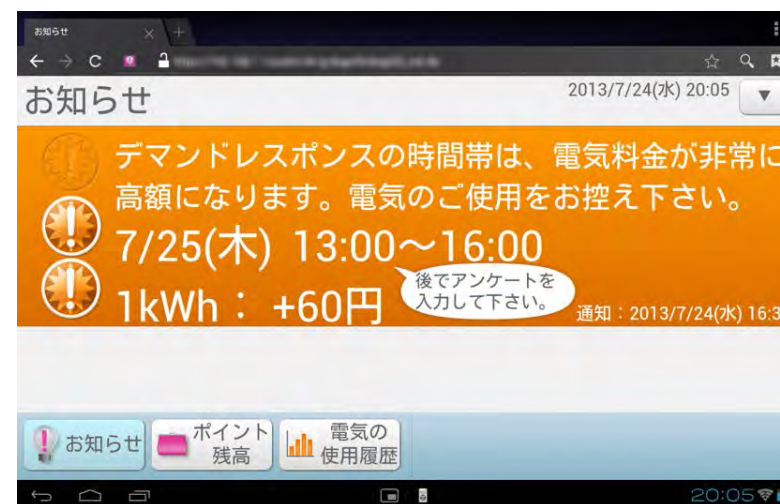 お知らせ
お知らせ
2013/7/24(水) 20:05
デマンドレスポンスの時間帯は、電気料金が非常に
高額になります。電気のご使用をお控え下さい。
7/25(木) 13:00～16:00
1kWh： +60円
後でアンケートを
入力して下さい。
通知：2013/7/24(水) 16:3
お知らせ
ポイント
残高
電気の
使用履歴
20:05